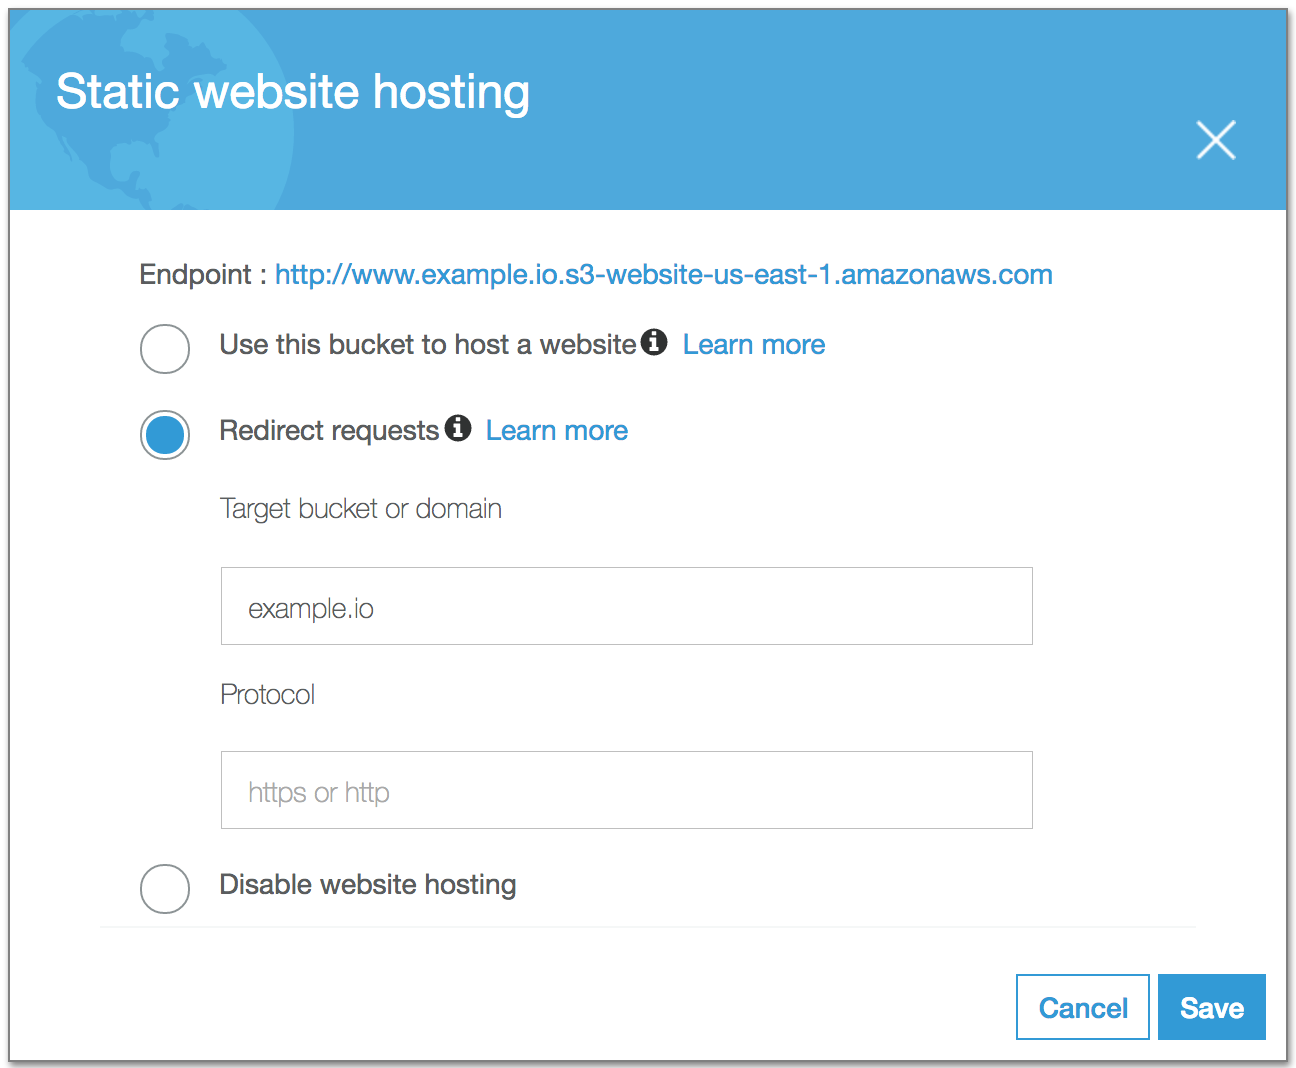 Static website hosting
Endpoint : http://www.example.io.s3-website-us-east-1.amazonaws.com
Use this bucket to host a website Learn more
Redirect requests Learn more
Target bucket or domain
example.io
Protocol
https or http
Disable website hosting
Cancel Save